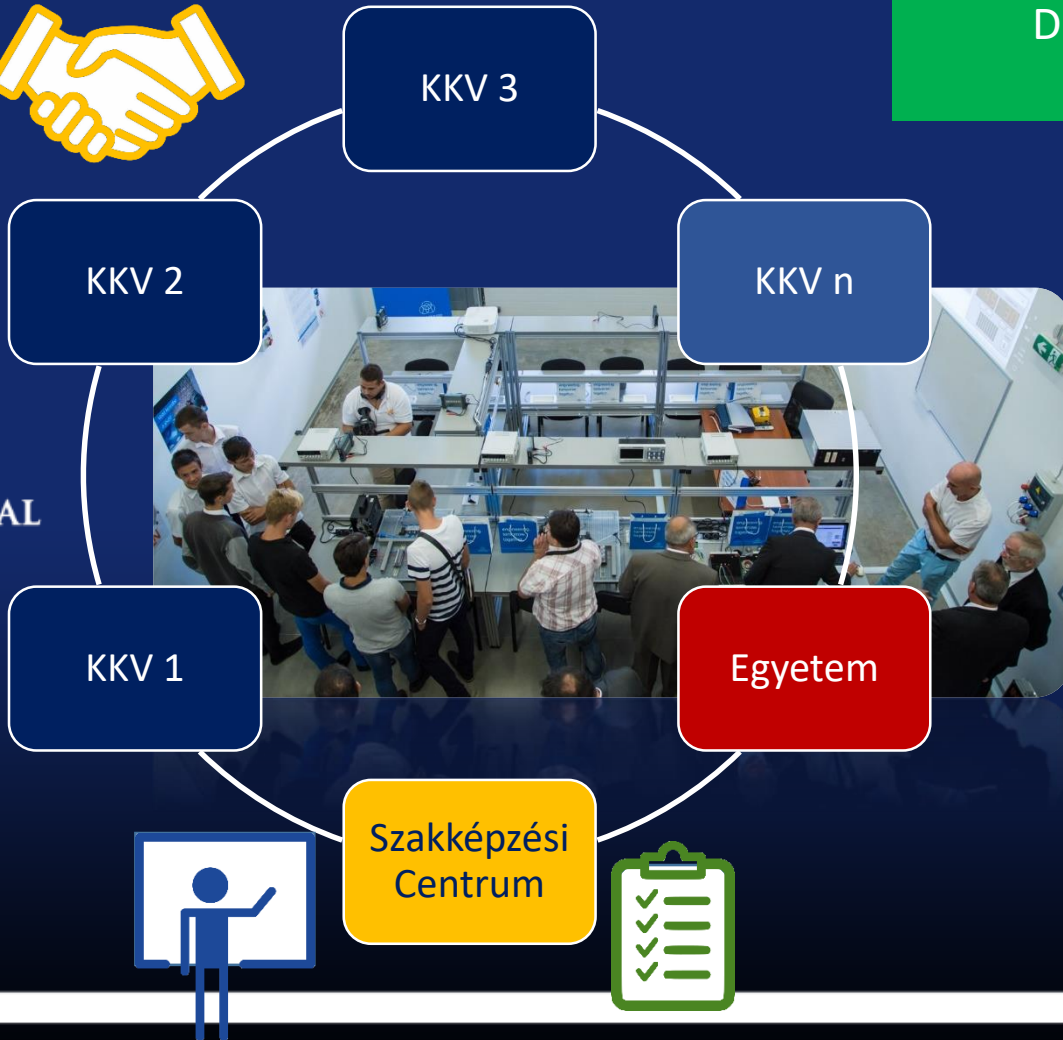 D
KKV 3
KKV 2
KKV n
AL
KKV 1
Egyetem
Szakképzési
Centrum